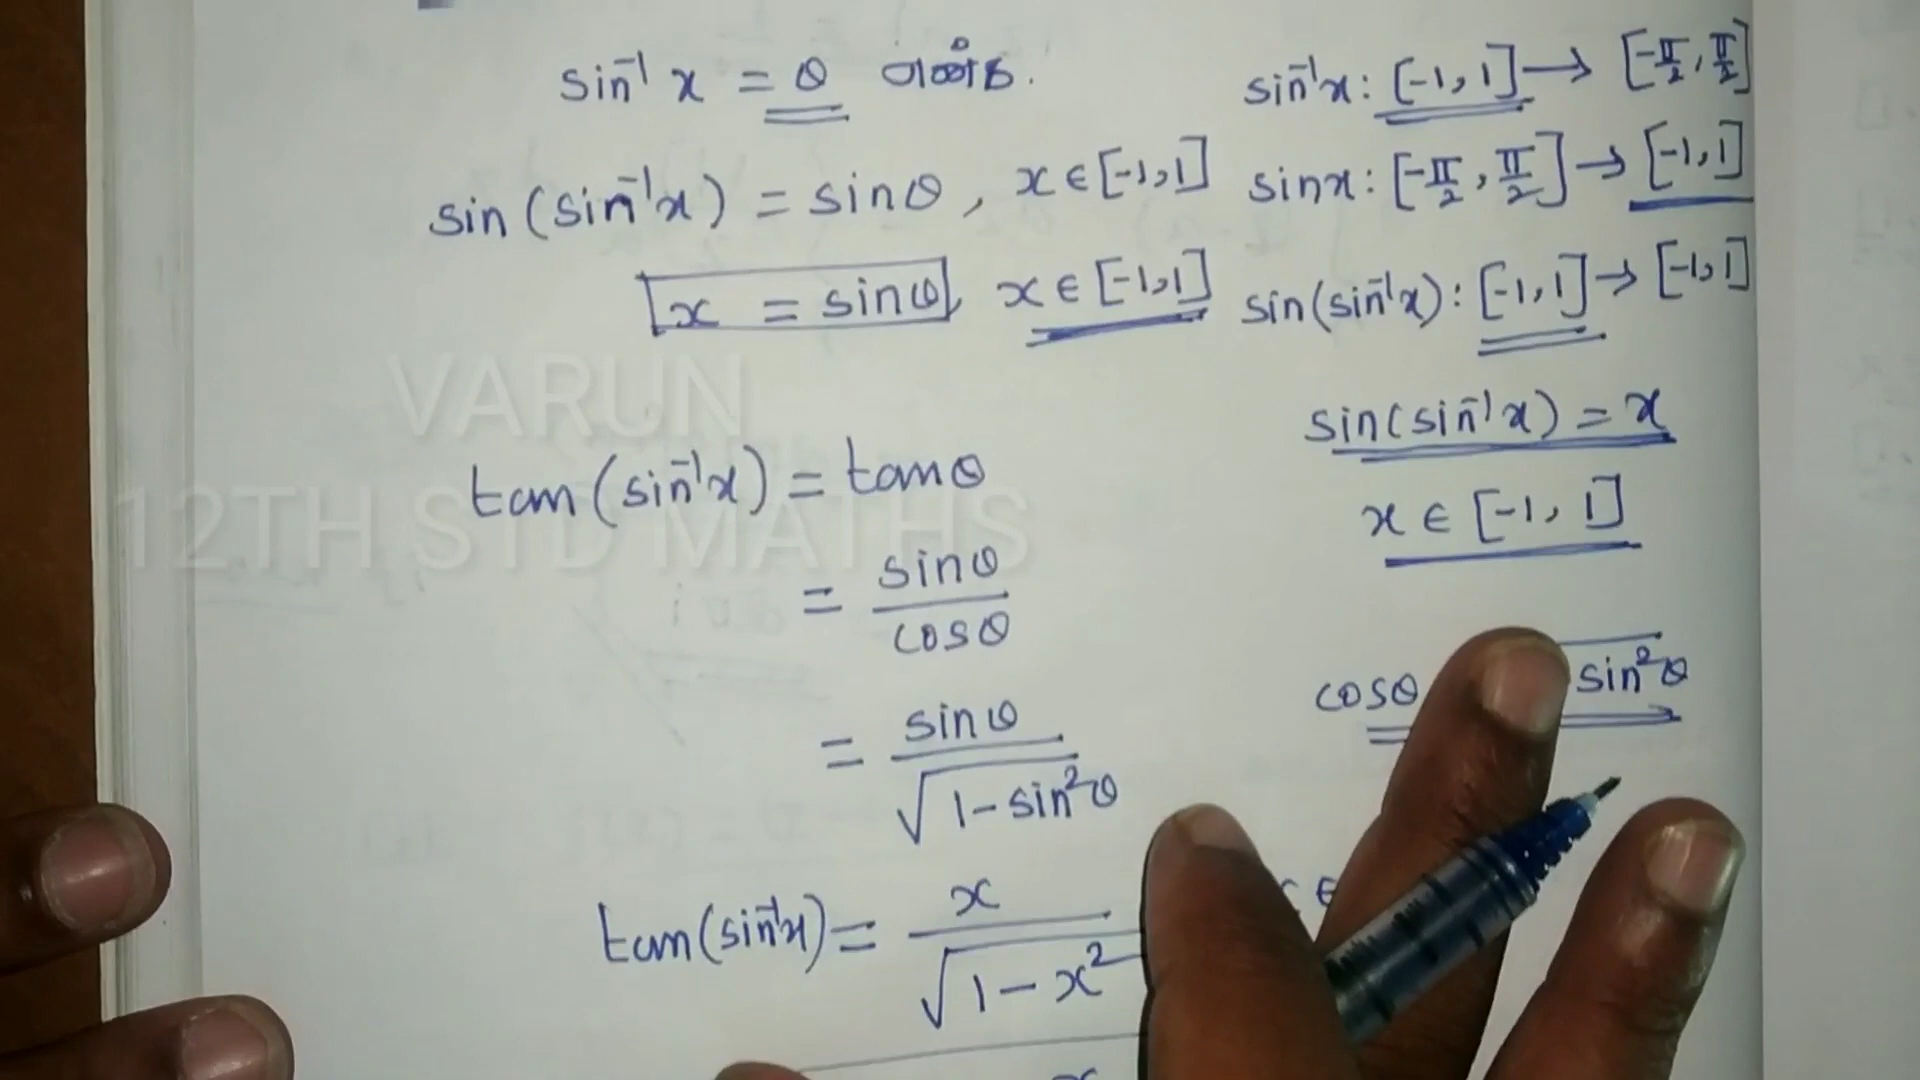 sin⁻¹ x = θ என்க.
sin⁻¹x : [-1, 1] → [-π/2, π/2]
sin (sin⁻¹x) = sinθ , x ∈ [-1, 1]
sinx : [-π/2, π/2] → [-1, 1]
x = sinθ, x ∈ [-1, 1]
sin(sin⁻¹x) : [-1, 1] → [-1, 1]
VARUN
12TH STD MATHS
sin(sin⁻¹x) = x
x ∈ [-1, 1]
tan (sin⁻¹x) = tanθ
= sinθ / cosθ
cosθ sin²θ
= sinθ / √1-sin²θ
tan(sin⁻¹x) = x / √1-x²